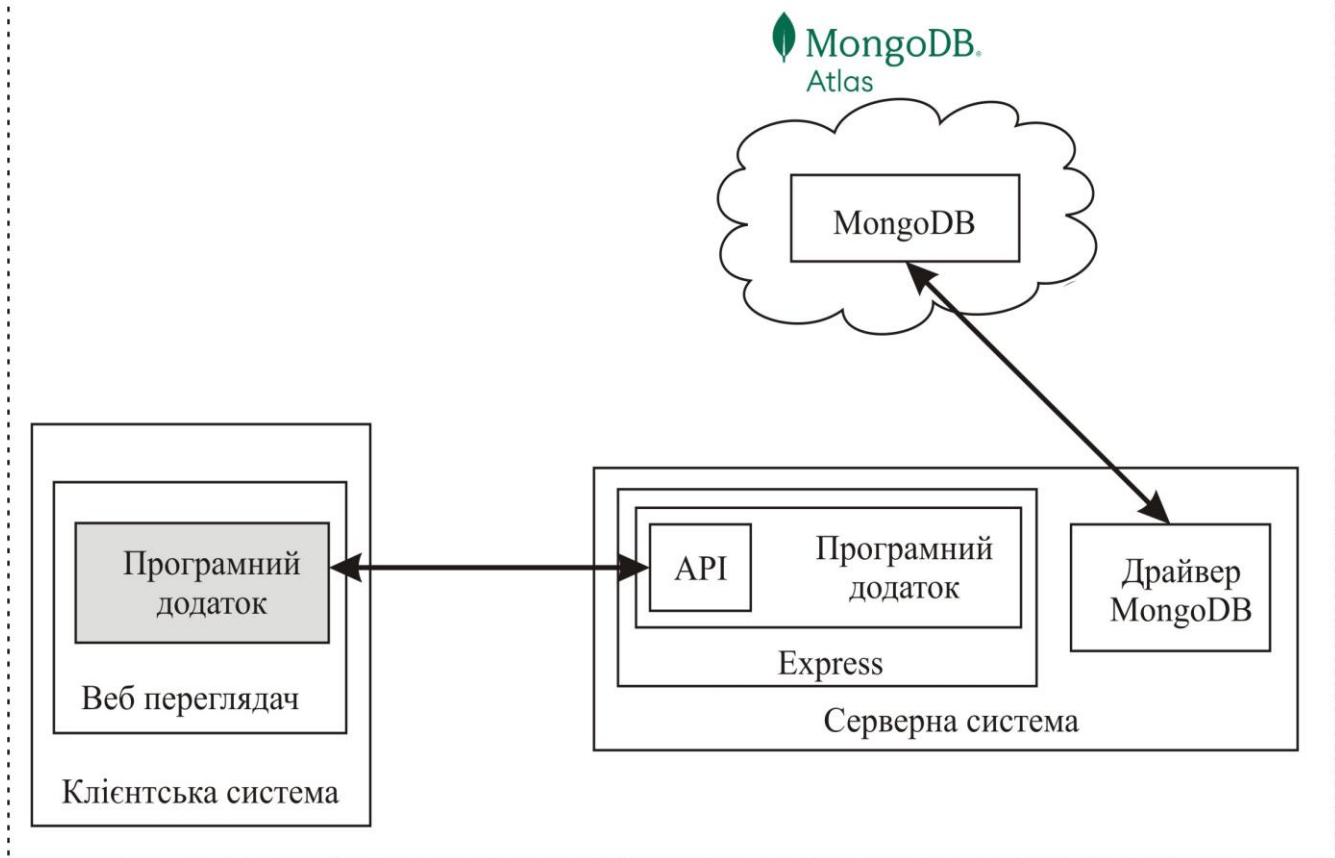 MongoDB.
Atlas
MongoDB
Програмний
додаток
Веб переглядач
Клієнтська система
API
Програмний
додаток
Express
Драйвер
MongoDB
Серверна система